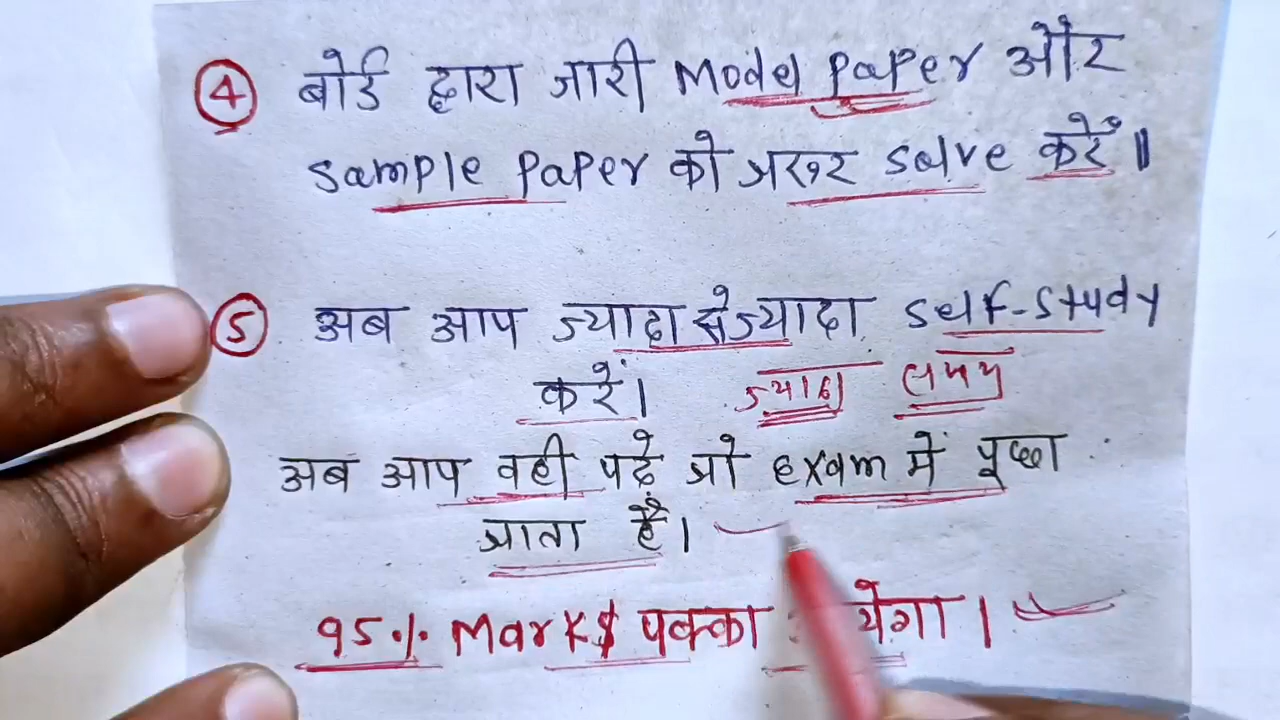 ④ बोर्ड द्वारा जारी Model Paper और
Sample Paper को जरूर Solve करें॥
⑤ अब आप ज्यादा से ज्यादा Self-Study
करें। ज्यादा समय
अब आप वही पढ़े जो exam में पूछा
जाता हैं।
95% Marks पक्का येगा।